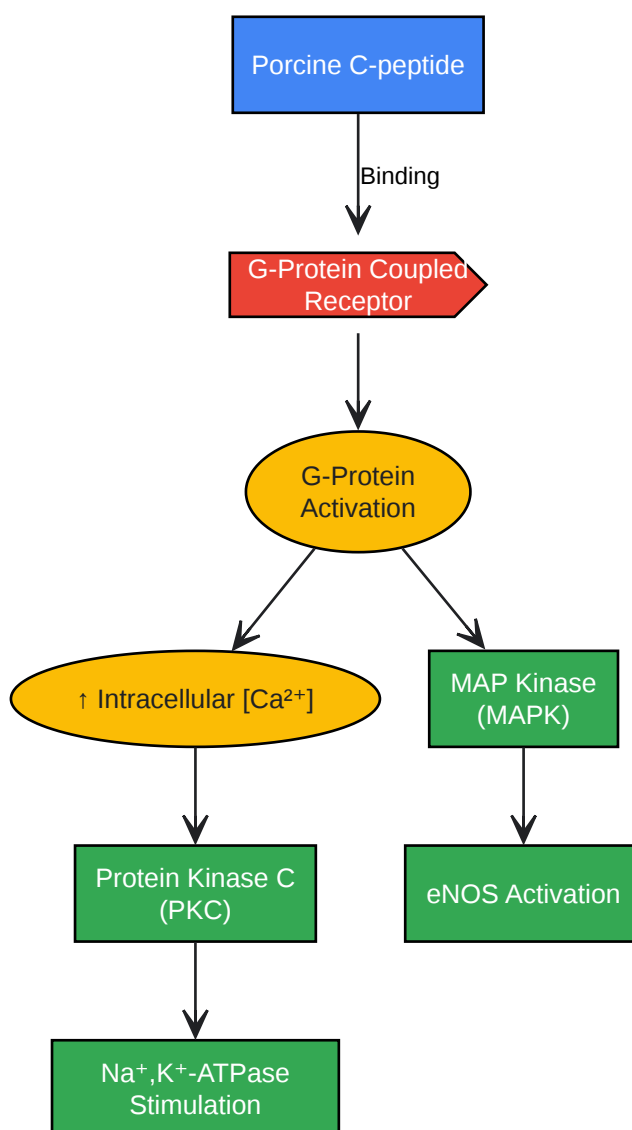 Porcine C-peptide
Binding
G-Protein Coupled
Receptor
G-Protein
Activation
↑ Intracellular [Ca²⁺]
MAP Kinase
(MAPK)
Protein Kinase C
(PKC)
eNOS Activation
Na⁺,K⁺-ATPase
Stimulation